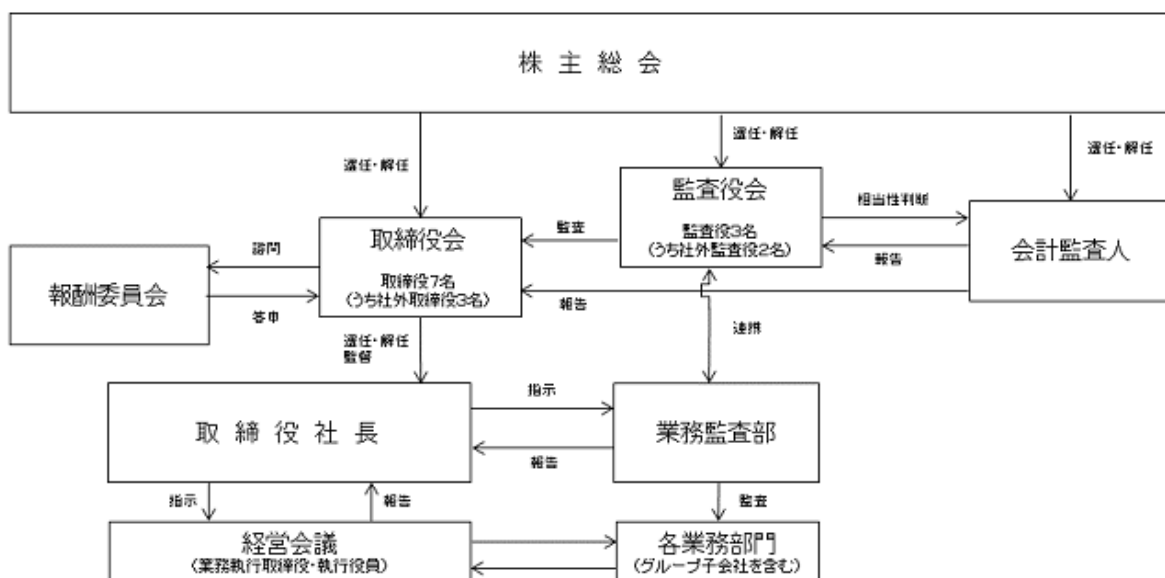 株主総会
選任・解任
選任・解任
選任・解任
監査役会
監査役3名
(うち社外監査役2名)
相当性判断
会計監査人
取締役会
取締役7名
(うち社外取締役3名)
監査
報告
諮問
報酬委員会
答申
報告
選任・解任
監督
連携
取締役社長
指示
報告
業務監査部
指示
報告
監査
経営会議
(業務執行取締役・執行役員)
各業務部門
(グループ子会社を含む)